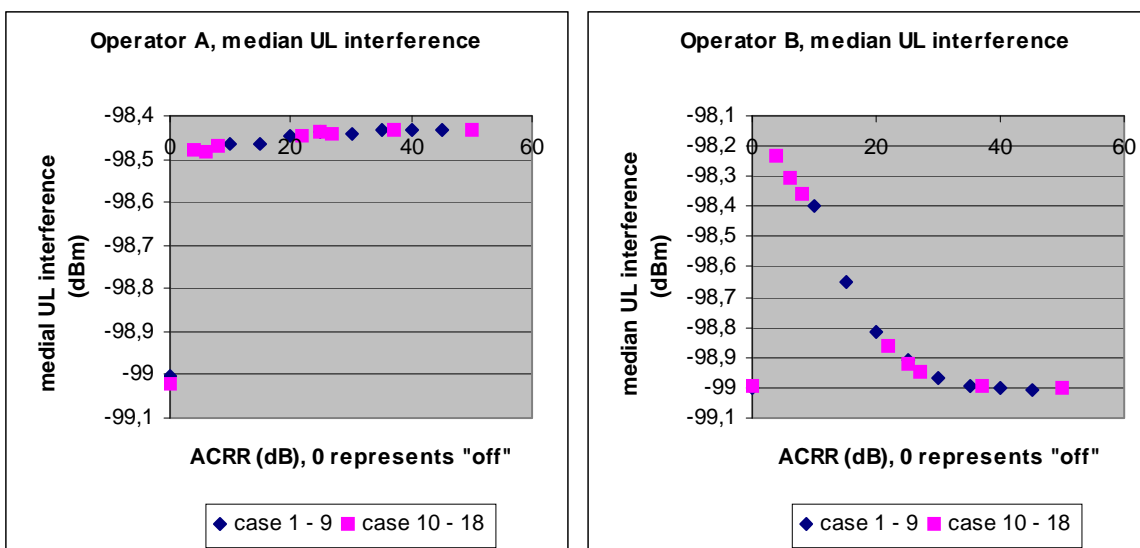 Operator A, median UL interference
-98,4
-98,5
-98,6
-98,7
-98,8
-98,9
-99
-99,1
0
20
40
60
medial UL interference
(dBm)
ACRR (dB), 0 represents "off"
case 1 - 9
case 10 - 18
Operator B, median UL interference
-98,1
-98,2
-98,3
-98,4
-98,5
-98,6
-98,7
-98,8
-98,9
-99
-99,1
0
20
40
60
median UL interference
(dBm)
ACRR (dB), 0 represents "off"
case 1 - 9
case 10 - 18